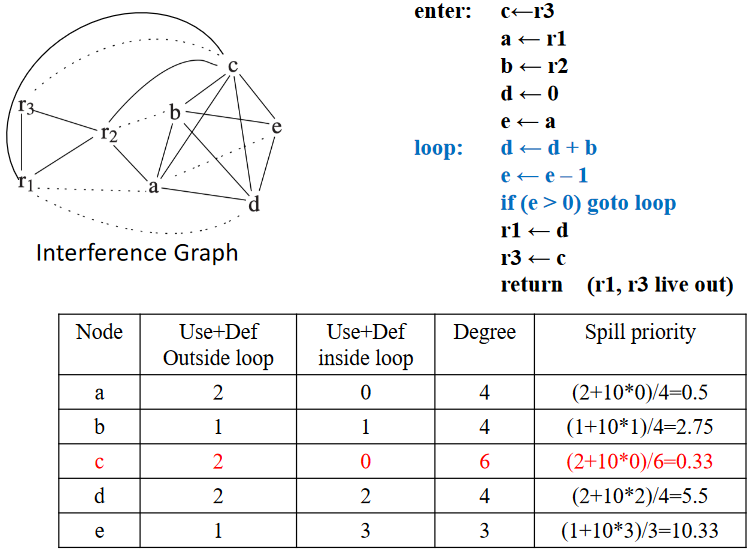 enter: c←r3
a ← r1
b ← r2
d ← 0
e ← a
loop: d ← d + b
e ← e – 1
if (e > 0) goto loop
r1 ← d
r3 ← c
return (r1, r3 live out)
c
r3
b
r2
e
r1
a
d
Interference Graph
Node Use+Def Outside loop Use+Def inside loop Degree Spill priority
a 2 0 4 (2+10*0)/4=0.5
b 1 1 4 (1+10*1)/4=2.75
c 2 0 6 (2+10*0)/6=0.33
d 2 2 4 (2+10*2)/4=5.5
e 1 3 3 (1+10*3)/3=10.33